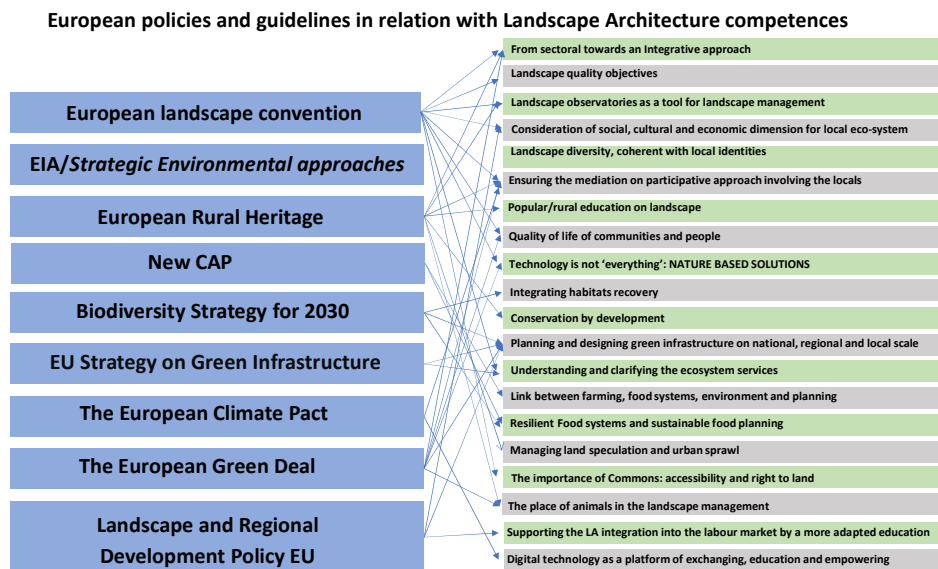 European policies and guidelines in relation with Landscape Architecture competences
European landscape convention
EIA/Strategic Environmental approaches
European Rural Heritage
New CAP
Biodiversity Strategy for 2030
EU Strategy on Green Infrastructure
The European Climate Pact
The European Green Deal
Landscape and Regional
Development Policy EU
From sectoral towards an Integrative approach
Landscape quality objectives
Landscape observatories as a tool for landscape management
Consideration of social, cultural and economic dimension for local eco-system
Landscape diversity, coherent with local identities
Ensuring the mediation on participative approach involving the locals
Popular/rural education on landscape
Quality of life of communities and people
Technology is not ‘everything’: NATURE BASED SOLUTIONS
Integrating habitats recovery
Conservation by development
Planning and designing green infrastructure on national, regional and local scale
Understanding and clarifying the ecosystem services
Link between farming, food systems, environment and planning
Resilient Food systems and sustainable food planning
Managing land speculation and urban sprawl
The importance of Commons: accessibility and right to land
The place of animals in the landscape management
Supporting the LA integration into the labour market by a more adapted education
Digital technology as a platform of exchanging, education and empowering